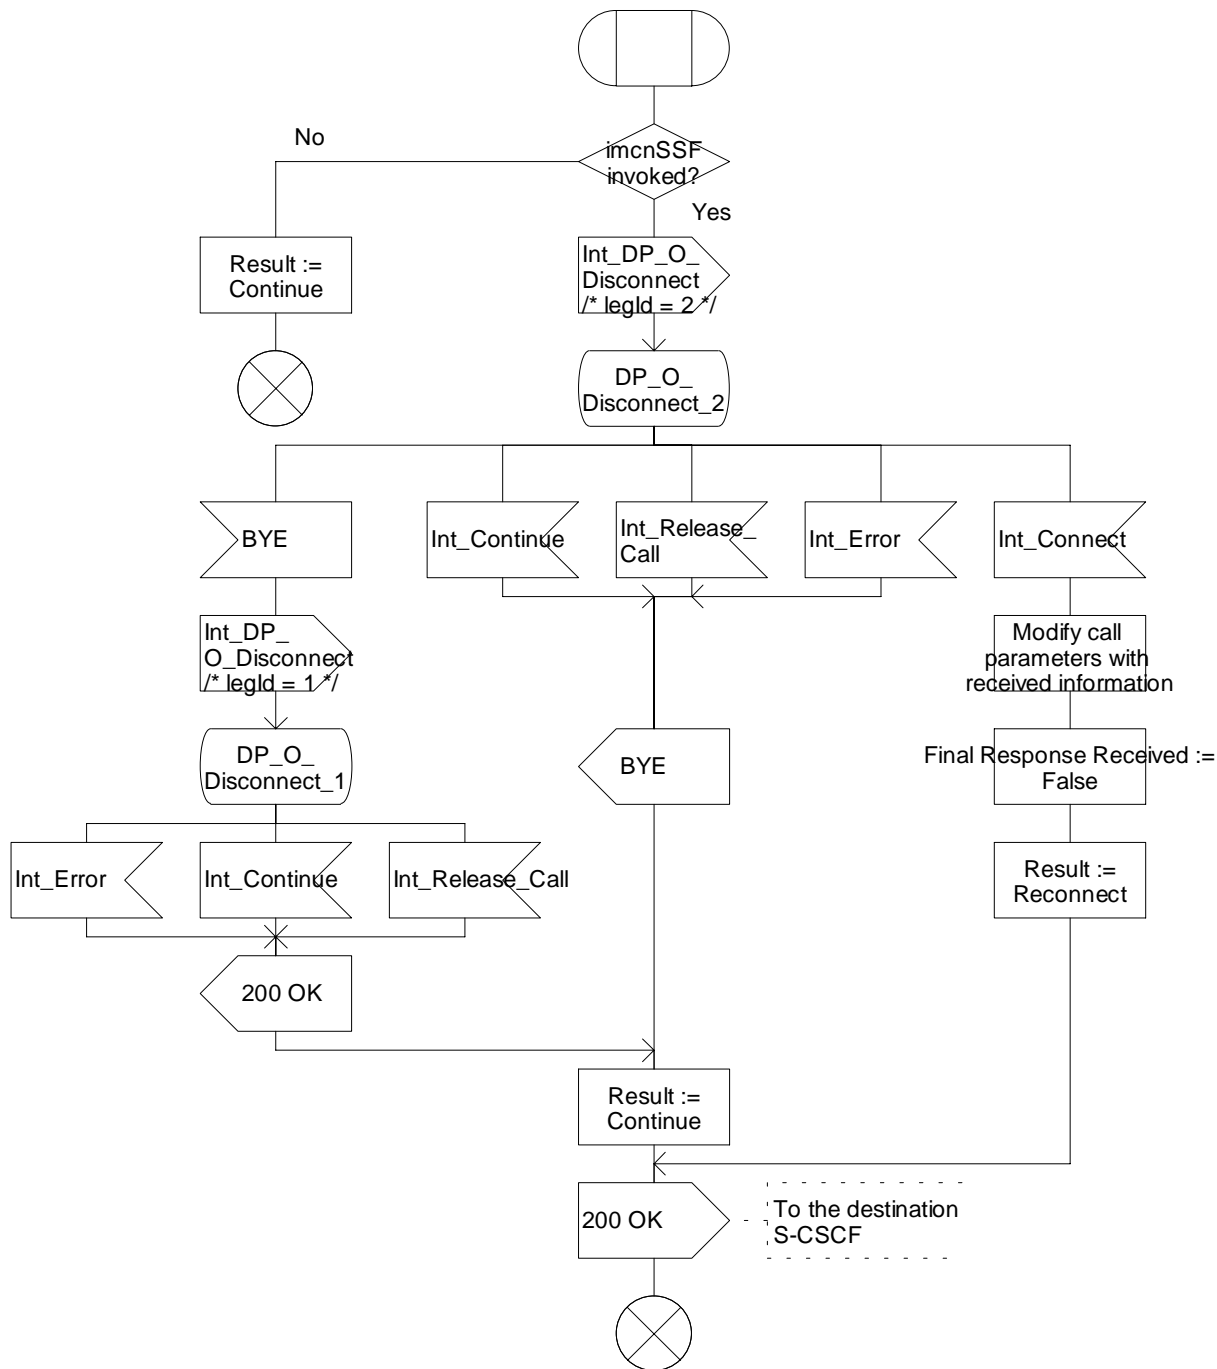 imcnSSF
invoked?
No
Yes
Result :=
Continue
Int_DP_O_
Disconnect
/* legId = 2 */
DP_O_
Disconnect_2
BYE
Int_Continue
Int_Release_
Call
Int_Error
Int_Connect
Int_DP_
O_Disconnect
/* legId = 1 */
Modify call
parameters with
received information
DP_O_
Disconnect_1
BYE
Final Response Received :=
False
Int_Error
Int_Continue
Int_Release_Call
Result :=
Reconnect
200 OK
Result :=
Continue
200 OK
To the destination
S-CSCF